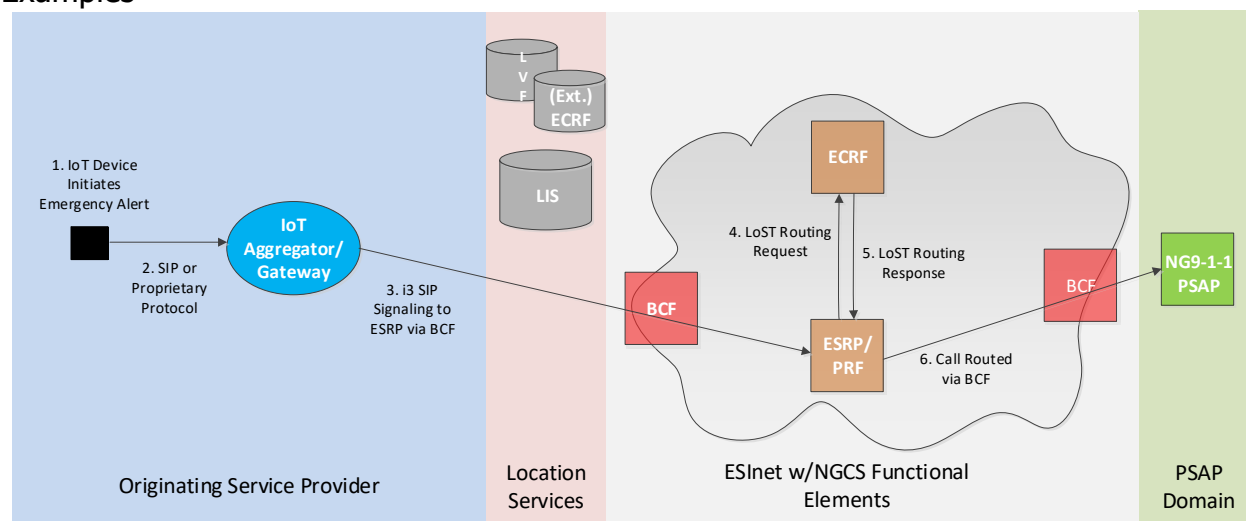 Examples
L
V
F
(Ext.)
ECRF
LIS
1. IoT Device
Initiates
Emergency Alert
2. SIP or
Proprietary
Protocol
IoT
Aggregator/
Gateway
3. i3 SIP
Signaling to
ESRP via BCF
BCF
ECRF
4. LoST Routing
Request
5. LoST Routing
Response
ESRP/
PRF
6. Call Routed
via BCF
BCF
NG9-1-1
PSAP
Originating Service Provider
Location
Services
ESInet w/NGCS Functional
Elements
PSAP
Domain